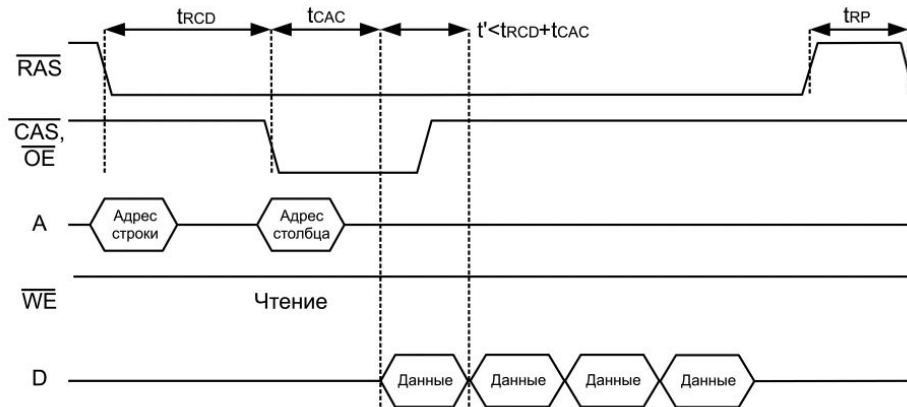 tRCD
tCAC
t'<tRCD+tCAC
tRP
RAS
CAS,
OE
A
Адрес
строки
Адрес
столбца
WE
Чтение
D
Данные
Данные
Данные
Данные